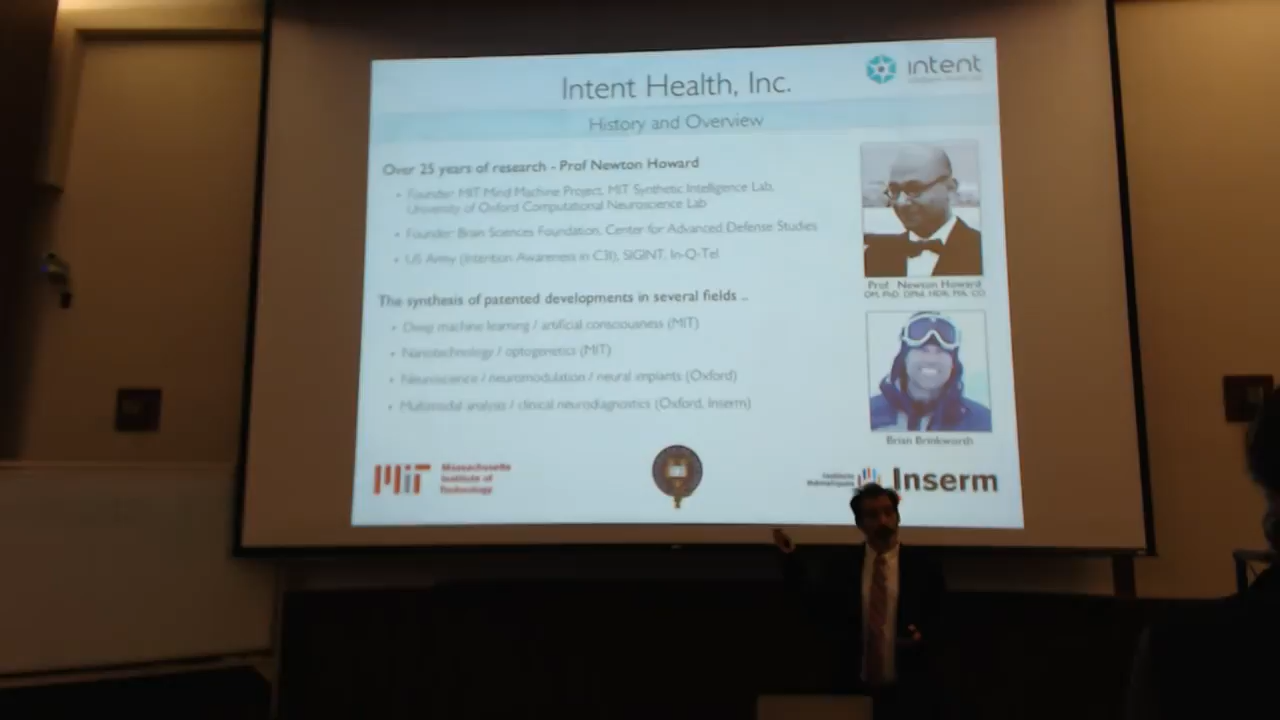 Intent Health, Inc.
intent
History and Overview
Over 25 years of research - Prof Newton Howard
• Founder: MIT Mind Machine Project, MIT Synthetic Intelligence Lab,
University of Oxford Computational Neuroscience Lab
• Founder: Brain Sciences Foundation, Center for Advanced Defense Studies
• US Army (Intention Awareness in C3I), SIGINT, In-Q-Tel
Prof. Newton Howard
The synthesis of patented developments in several fields ..
• Deep machine learning / artificial consciousness (MIT)
• Nanotechnology / optogenetics (MIT)
• Neuroscience / neuromodulation / neural implants (Oxford)
• Multimodal analysis / clinical neurodiagnostics (Oxford, Inserm)
Brian Brinkworth
MIT
Massachusetts
Institute of
Technology
Inserm